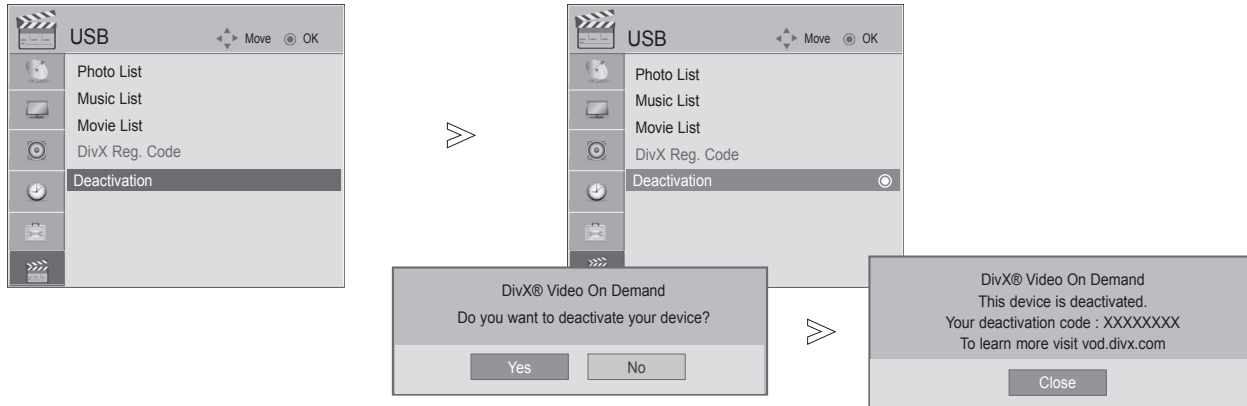 USB
Move OK
Photo List
Music List
Movie List
DivX Reg. Code
Deactivation
USB
Move OK
Photo List
Music List
Movie List
DivX Reg. Code
Deactivation
DivX® Video On Demand
Do you want to deactivate your device?
Yes No
DivX® Video On Demand
This device is deactivated.
Your deactivation code : XXXXXXXX
To learn more visit vod.divx.com
Close